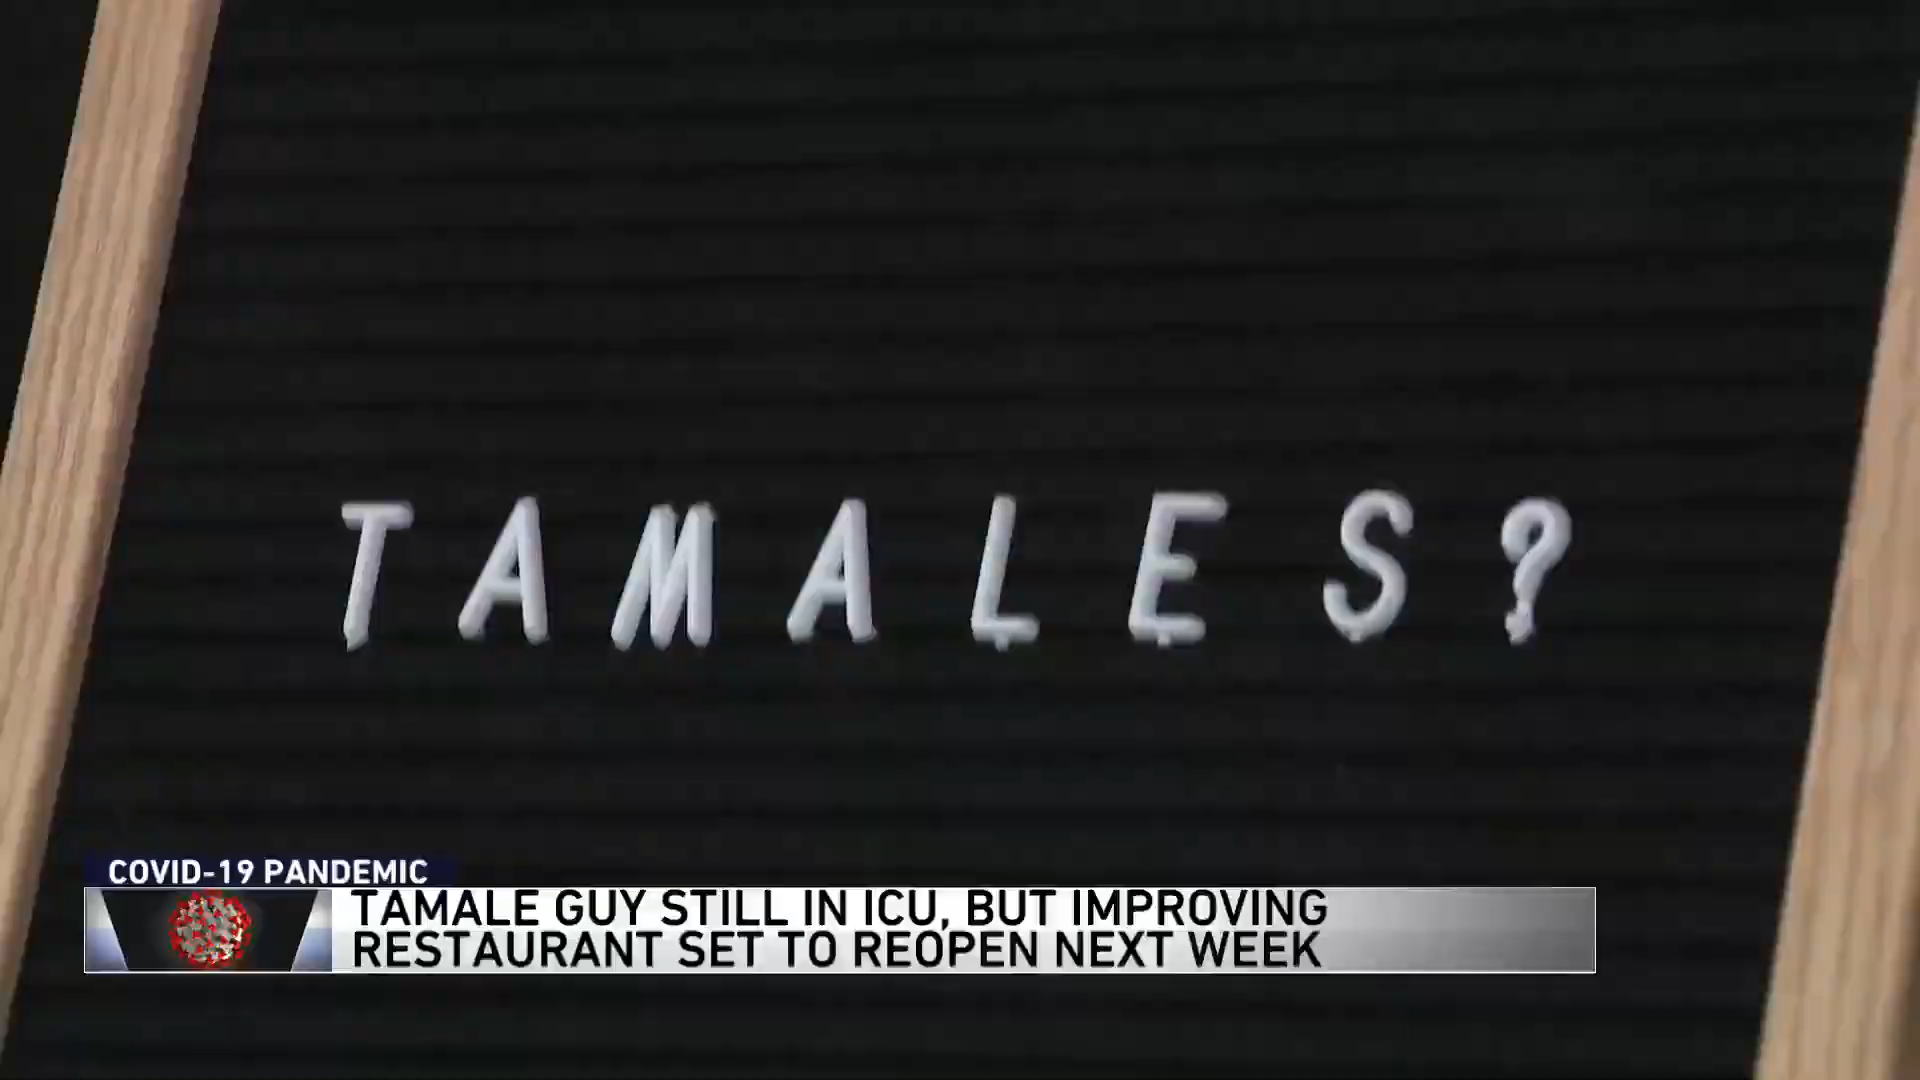 TAMALES?
COVID-19 PANDEMIC
TAMALE GUY STILL IN ICU, BUT IMPROVING
RESTAURANT SET TO REOPEN NEXT WEEK